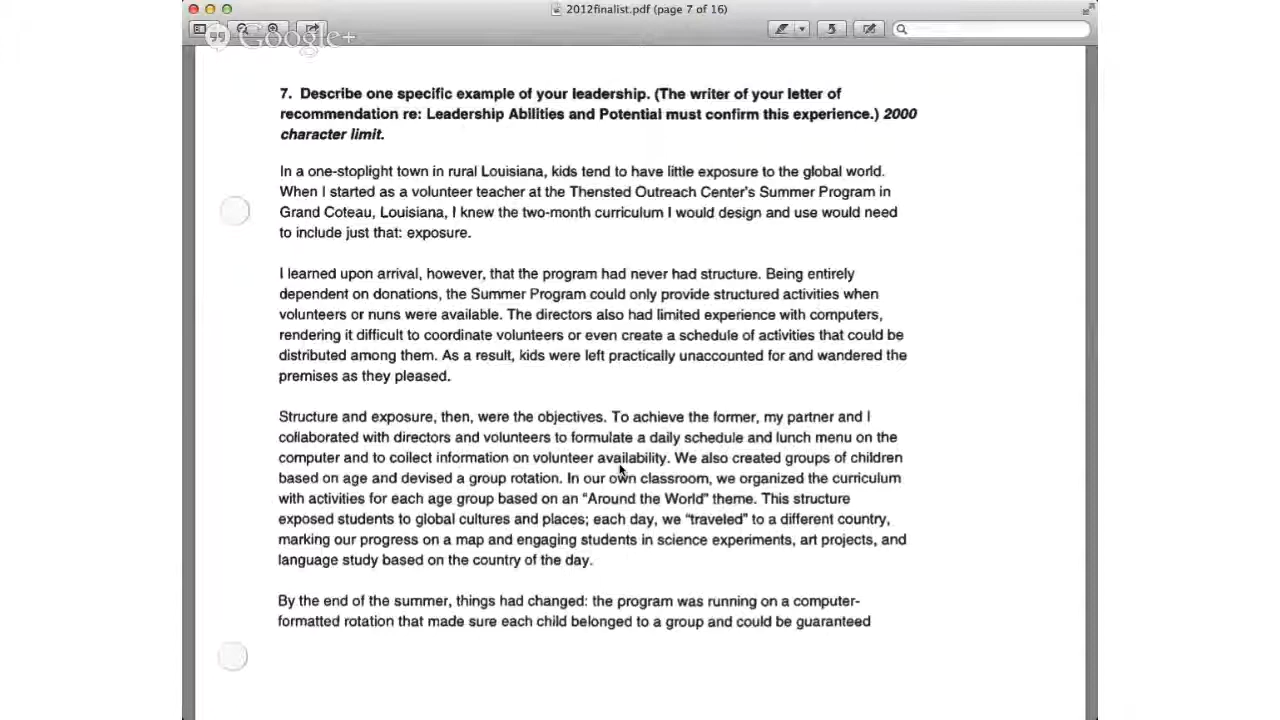 2012finalist.pdf (page 7 of 16)
Google+
7. Describe one specific example of your leadership. (The writer of your letter of
recommendation re: Leadership Abilities and Potential must confirm this experience.) 2000
character limit.
In a one-stoplight town in rural Louisiana, kids tend to have little exposure to the global world.
When I started as a volunteer teacher at the Thensted Outreach Center's Summer Program in
Grand Coteau, Louisiana, I knew the two-month curriculum I would design and use would need
to include just that: exposure.
I learned upon arrival, however, that the program had never had structure. Being entirely
dependent on donations, the Summer Program could only provide structured activities when
volunteers or nuns were available. The directors also had limited experience with computers,
rendering it difficult to coordinate volunteers or even create a schedule of activities that could be
distributed among them. As a result, kids were left practically unaccounted for and wandered the
premises as they pleased.
Structure and exposure, then, were the objectives. To achieve the former, my partner and I
collaborated with directors and volunteers to formulate a daily schedule and lunch menu on the
computer and to collect information on volunteer availability. We also created groups of children
based on age and devised a group rotation. In our own classroom, we organized the curriculum
with activities for each age group based on an “Around the World” theme. This structure
exposed students to global cultures and places; each day, we “traveled” to a different country,
marking our progress on a map and engaging students in science experiments, art projects, and
language study based on the country of the day.
By the end of the summer, things had changed: the program was running on a computer-
formatted rotation that made sure each child belonged to a group and could be guaranteed